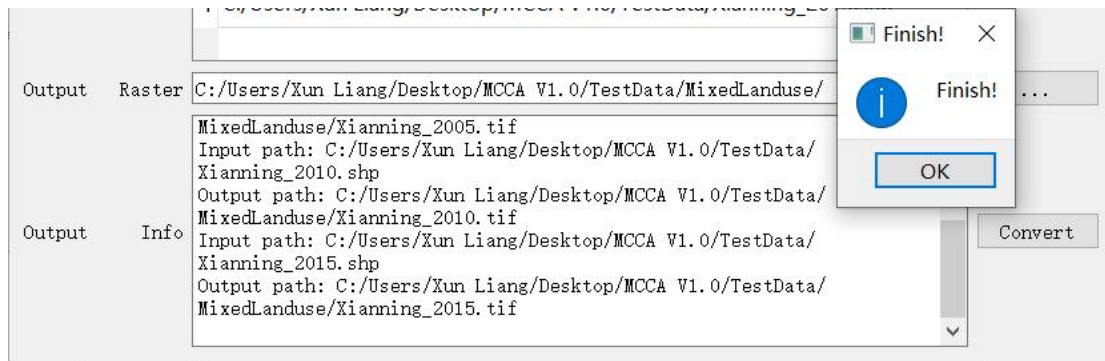 Finish!
Output Raster C:/Users/Xun Liang/Desktop/MCCA V1.0/TestData/MixedLanduse/ ...
Finish!
OK
Output Info
MixedLanduse/Xianning_2005.tif
Input path: C:/Users/Xun Liang/Desktop/MCCA V1.0/TestData/
Xianning_2010.shp
Output path: C:/Users/Xun Liang/Desktop/MCCA V1.0/TestData/
MixedLanduse/Xianning_2010.tif
Input path: C:/Users/Xun Liang/Desktop/MCCA V1.0/TestData/
Xianning_2015.shp
Output path: C:/Users/Xun Liang/Desktop/MCCA V1.0/TestData/
MixedLanduse/Xianning_2015.tif
Convert